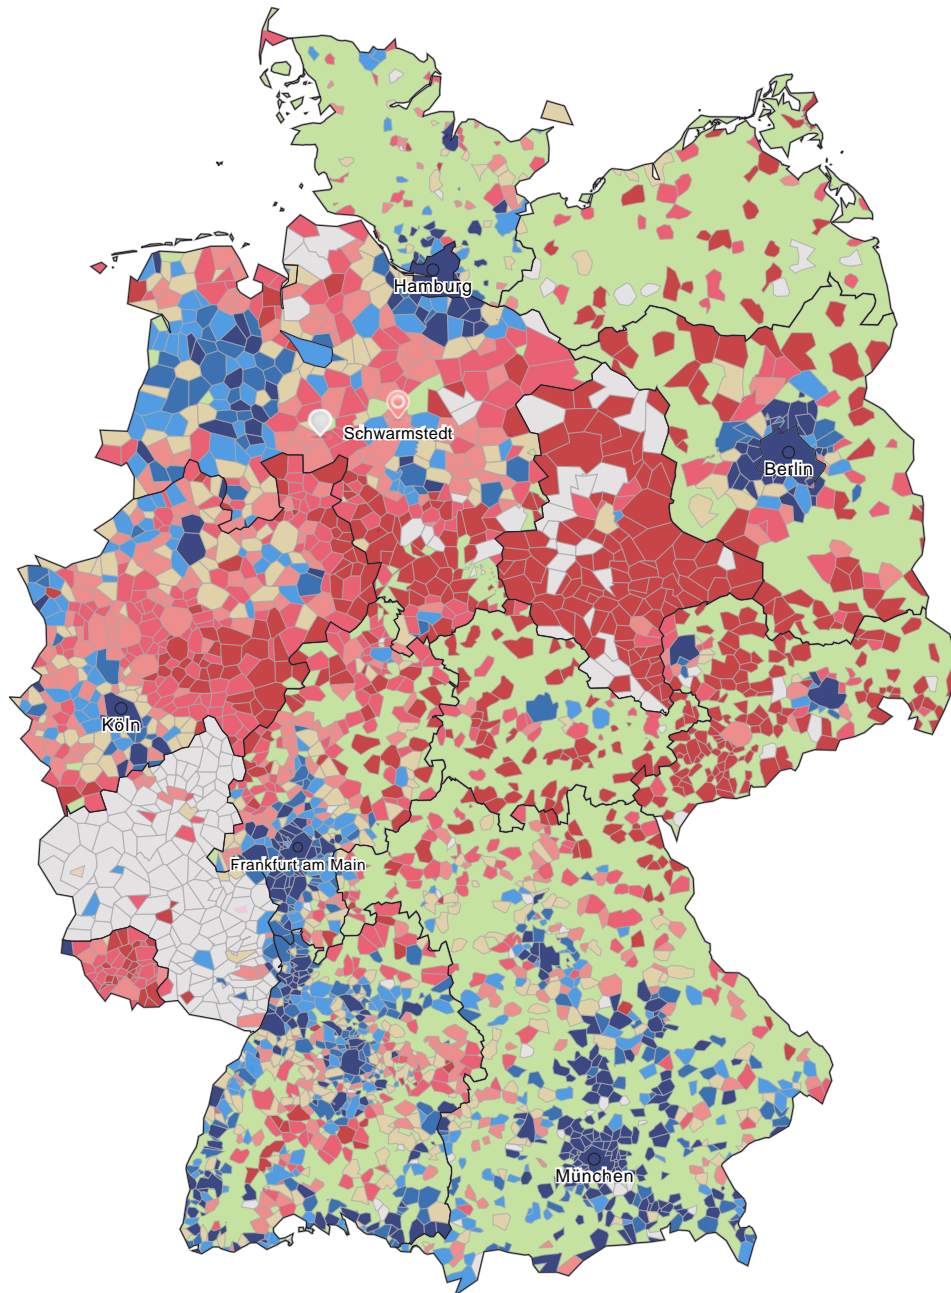 Hamburg
Schwarmstedt
Berlin
Köln
Frankfurt am Main
München